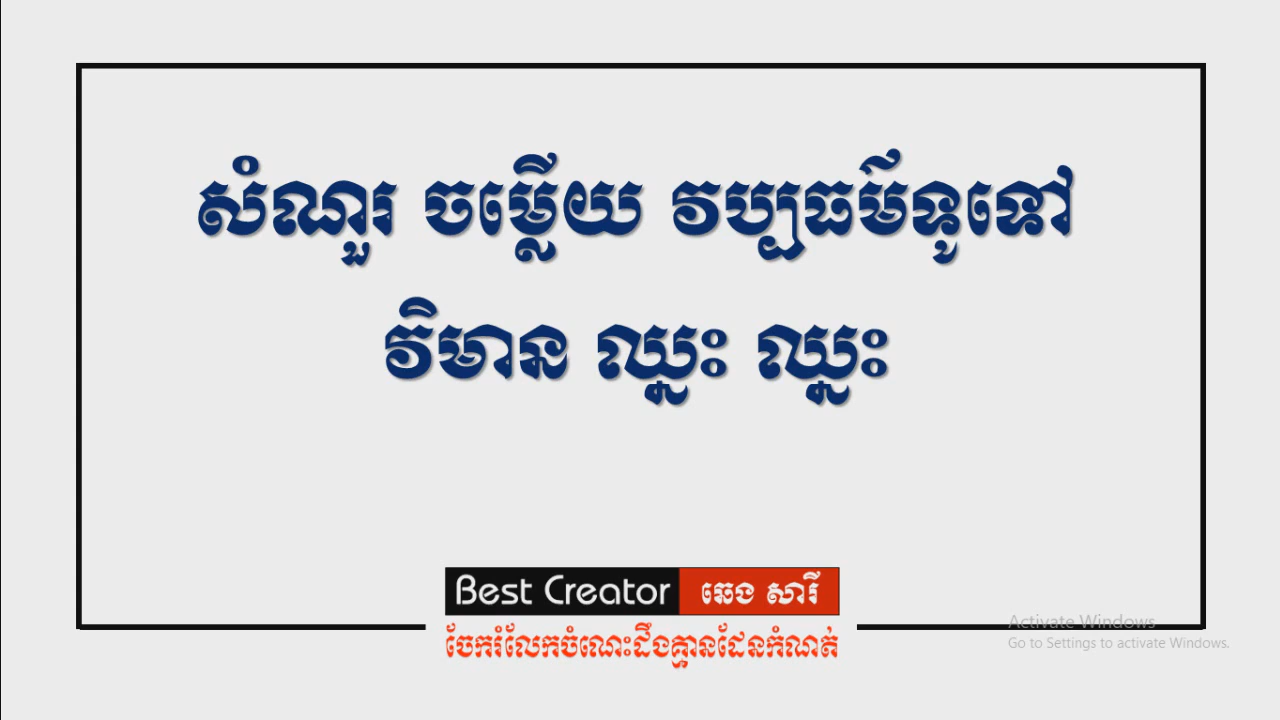 សំណួរ ចម្លើយ វប្បធម៌ទូទៅ
វិមាន ឈ្នះ ឈ្នះ
Best Creator ឆេង សារី
ចែករំលែកចំណេះដឹងគ្មានដែនកំណត់
Activate Windows
Go to Settings to activate Windows.